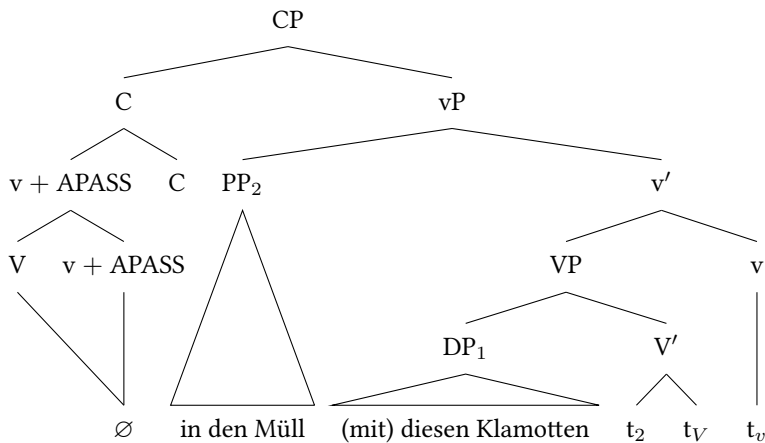 CP
C vP
v + APASS C PP₂ v′
V v + APASS VP v
DP₁ V′
∅ in den Müll (mit) diesen Klamotten t₂ t_V t_v